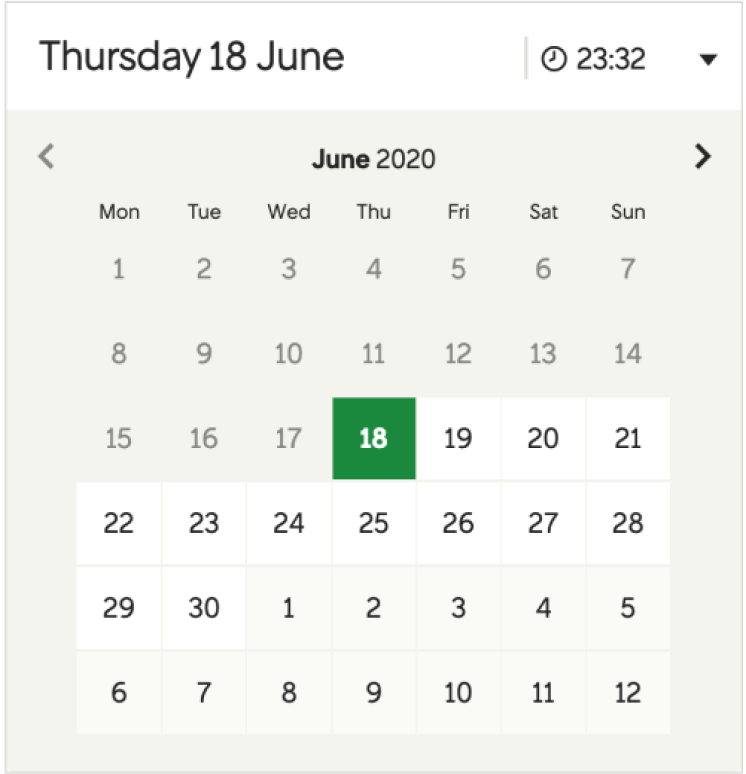 Thursday 18 June 23:32
June 2020
Mon Tue Wed Thu Fri Sat Sun
1 2 3 4 5 6 7
8 9 10 11 12 13 14
15 16 17 18 19 20 21
22 23 24 25 26 27 28
29 30 1 2 3 4 5
6 7 8 9 10 11 12